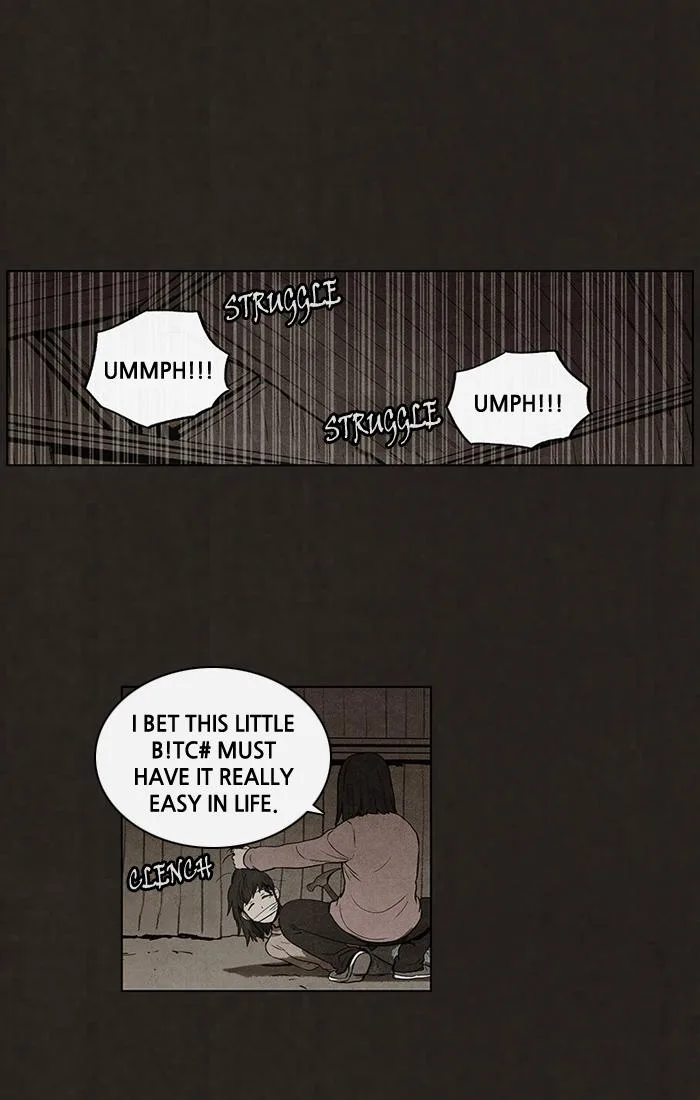 STRUGGLE
UMMPH!!!
UMPH!!!
STRUGGLE
I BET THIS LITTLE
B!TC# MUST
HAVE IT REALLY
EASY IN LIFE.
CLENCH